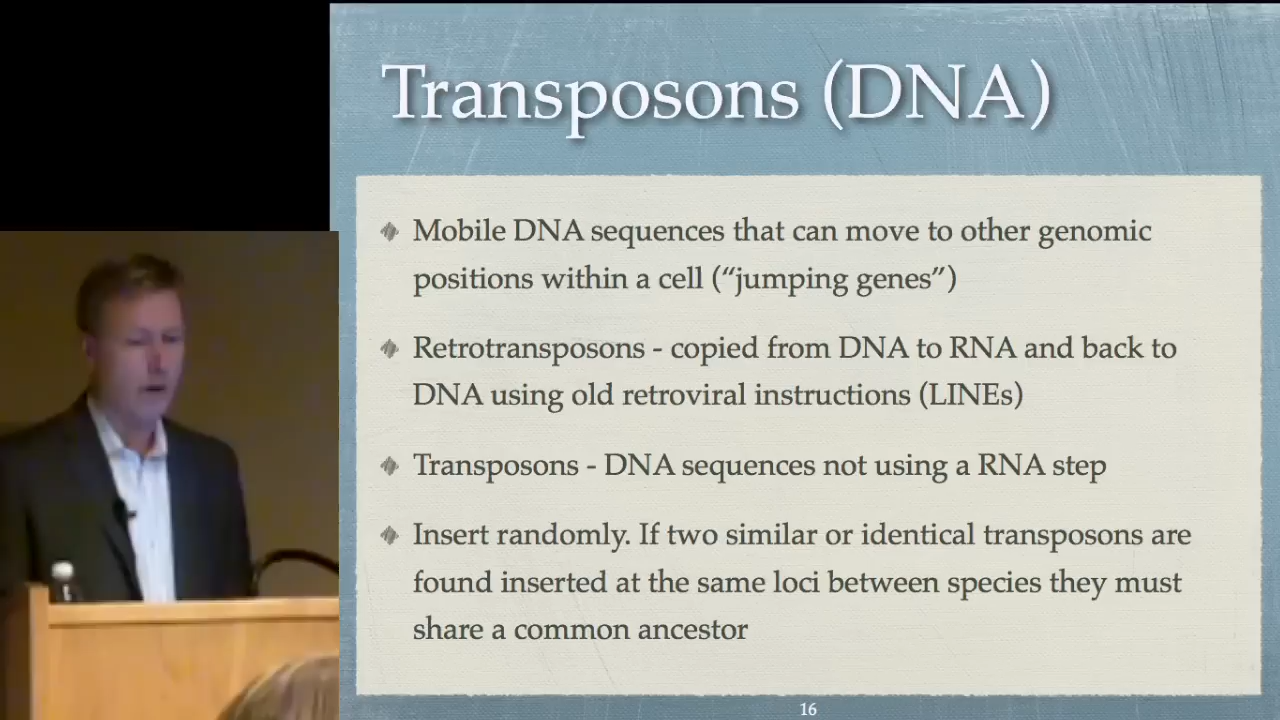 Transposons (DNA)
Mobile DNA sequences that can move to other genomic
positions within a cell (“jumping genes”)
Retrotransposons - copied from DNA to RNA and back to
DNA using old retroviral instructions (LINEs)
Transposons - DNA sequences not using a RNA step
Insert randomly. If two similar or identical transposons are
found inserted at the same loci between species they must
share a common ancestor
16